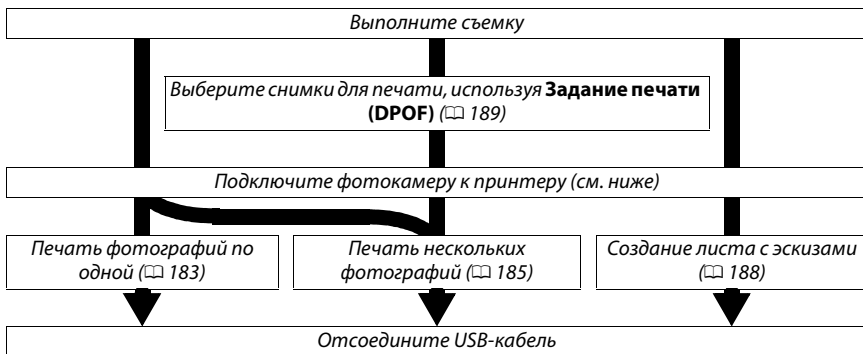 Выполните съемку
Выберите снимки для печати, используя Задание печати
(DPOF) (📖 189)
Подключите фотокамеру к принтеру (см. ниже)
Печать фотографий по
одной (📖 183)
Печать нескольких
фотографий (📖 185)
Создание листа с эскизами
(📖 188)
Отсоедините USB-кабель